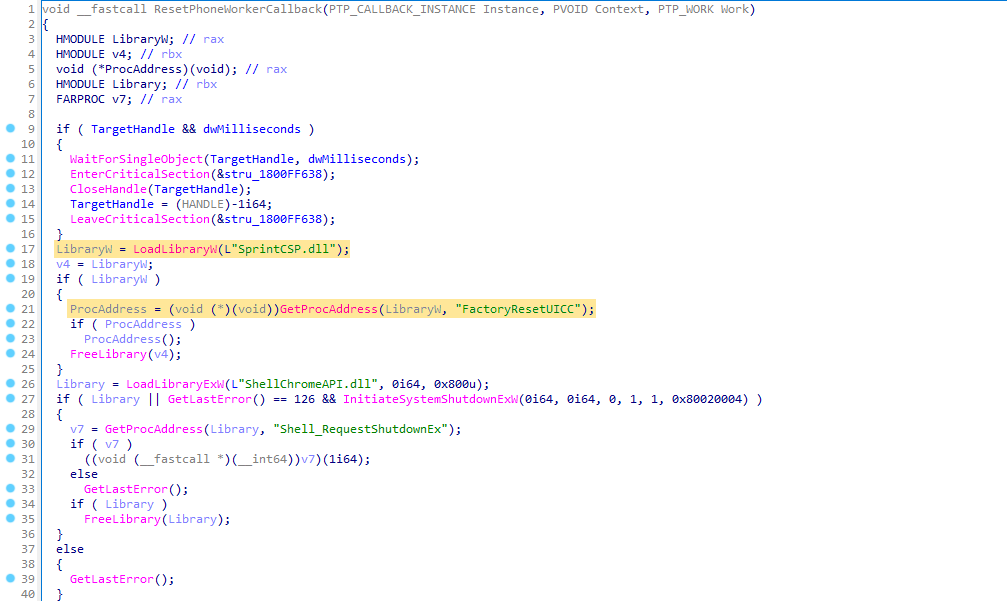 1 void __fastcall ResetPhoneWorkerCallback(PTP_CALLBACK_INSTANCE Instance, PVOID Context, PTP_WORK Work)
2 {
3 HMODULE LibraryW; // rax
4 HMODULE v4; // rbx
5 void (*ProcAddress)(void); // rax
6 HMODULE Library; // rbx
7 FARPROC v7; // rax
8
9 if ( TargetHandle && dwMilliseconds )
10 {
11 WaitForSingleObject(TargetHandle, dwMilliseconds);
12 EnterCriticalSection(&stru_1800FF638);
13 CloseHandle(TargetHandle);
14 TargetHandle = (HANDLE)-1i64;
15 LeaveCriticalSection(&stru_1800FF638);
16 }
17 LibraryW = LoadLibraryW(L"SprintCSP.dll");
18 v4 = LibraryW;
19 if ( LibraryW )
20 {
21 ProcAddress = (void (*)(void))GetProcAddress(LibraryW, "FactoryResetUICC");
22 if ( ProcAddress )
23 ProcAddress();
24 FreeLibrary(v4);
25 }
26 Library = LoadLibraryExW(L"ShellChromeAPI.dll", 0i64, 0x800u);
27 if ( Library || GetLastError() == 126 && InitiateSystemShutdownExW(0i64, 0i64, 0, 1, 1, 0x80020004) )
28 {
29 v7 = GetProcAddress(Library, "Shell_RequestShutdownEx");
30 if ( v7 )
31 ((void (__fastcall *)(__int64))v7)(1i64);
32 else
33 GetLastError();
34 if ( Library )
35 FreeLibrary(Library);
36 }
37 else
38 {
39 GetLastError();
40 }